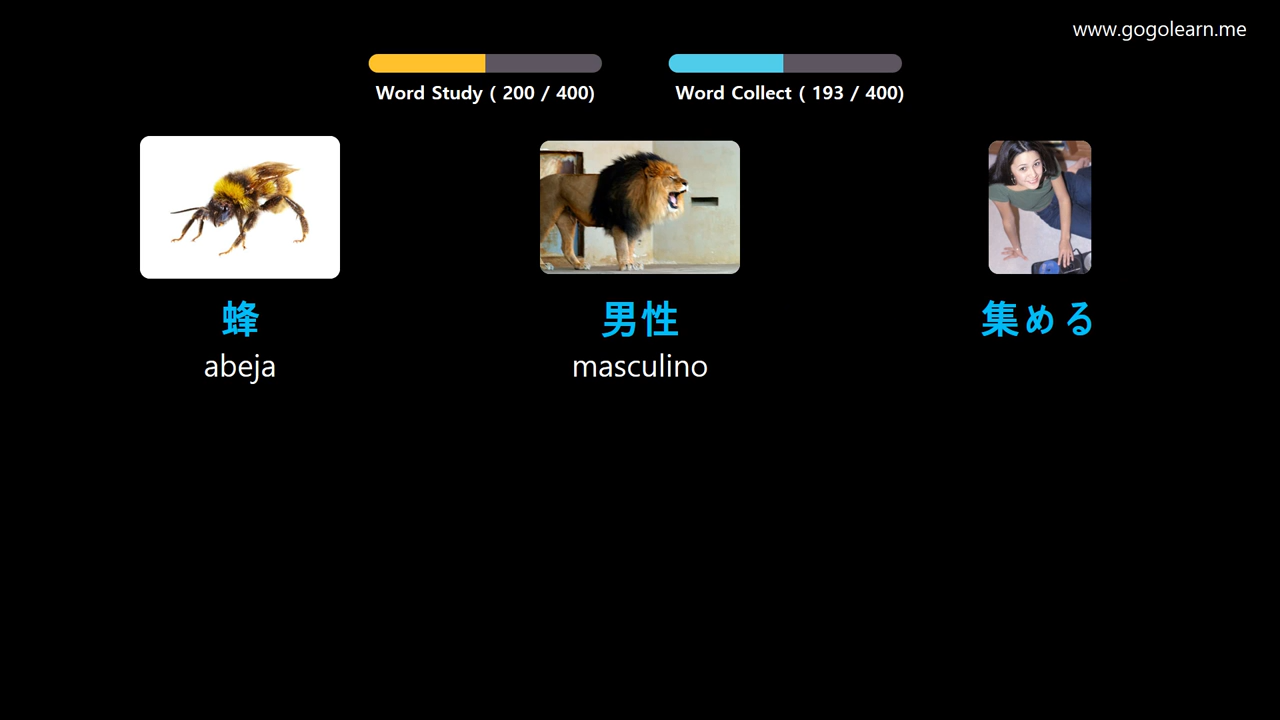 www.gogolearn.me
Word Study ( 200 / 400)
Word Collect ( 193 / 400)
蜂
男性
集める
abeja
masculino